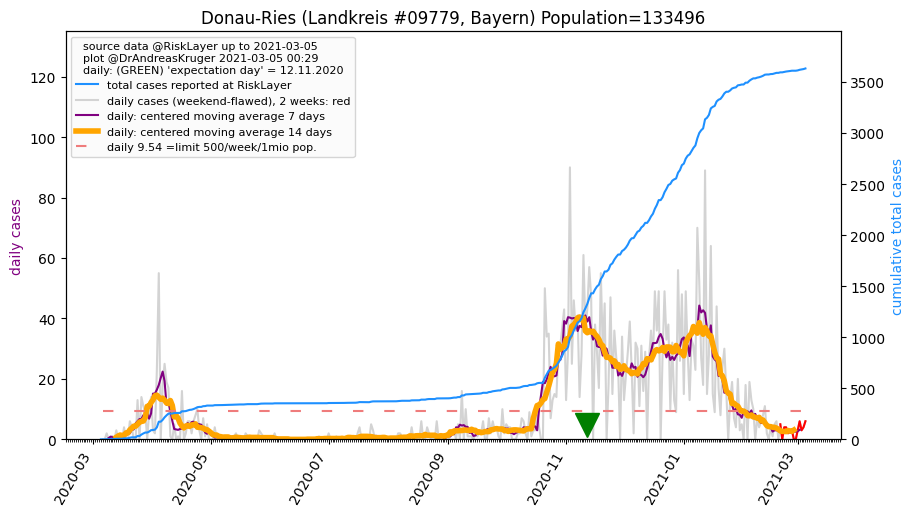 Donau-Ries (Landkreis #09779, Bayern) Population=133496
source data @RiskLayer up to 2021-03-05
plot @DrAndreasKruger 2021-03-05 00:29
daily: (GREEN) 'expectation day' = 12.11.2020
total cases reported at RiskLayer
daily cases (weekend-flawed), 2 weeks: red
daily: centered moving average 7 days
daily: centered moving average 14 days
daily 9.54 =limit 500/week/1mio pop.
daily cases
120
100
80
60
40
20
0
cumulative total cases
3500
3000
2500
2000
1500
1000
500
0
2020-03
2020-05
2020-07
2020-09
2020-11
2021-01
2021-03